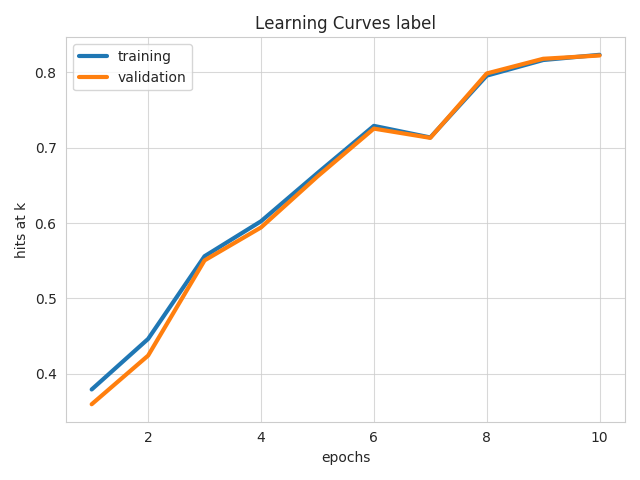 Learning Curves label
training
validation
hits at k
0.8
0.7
0.6
0.5
0.4
2 4 6 8 10
epochs